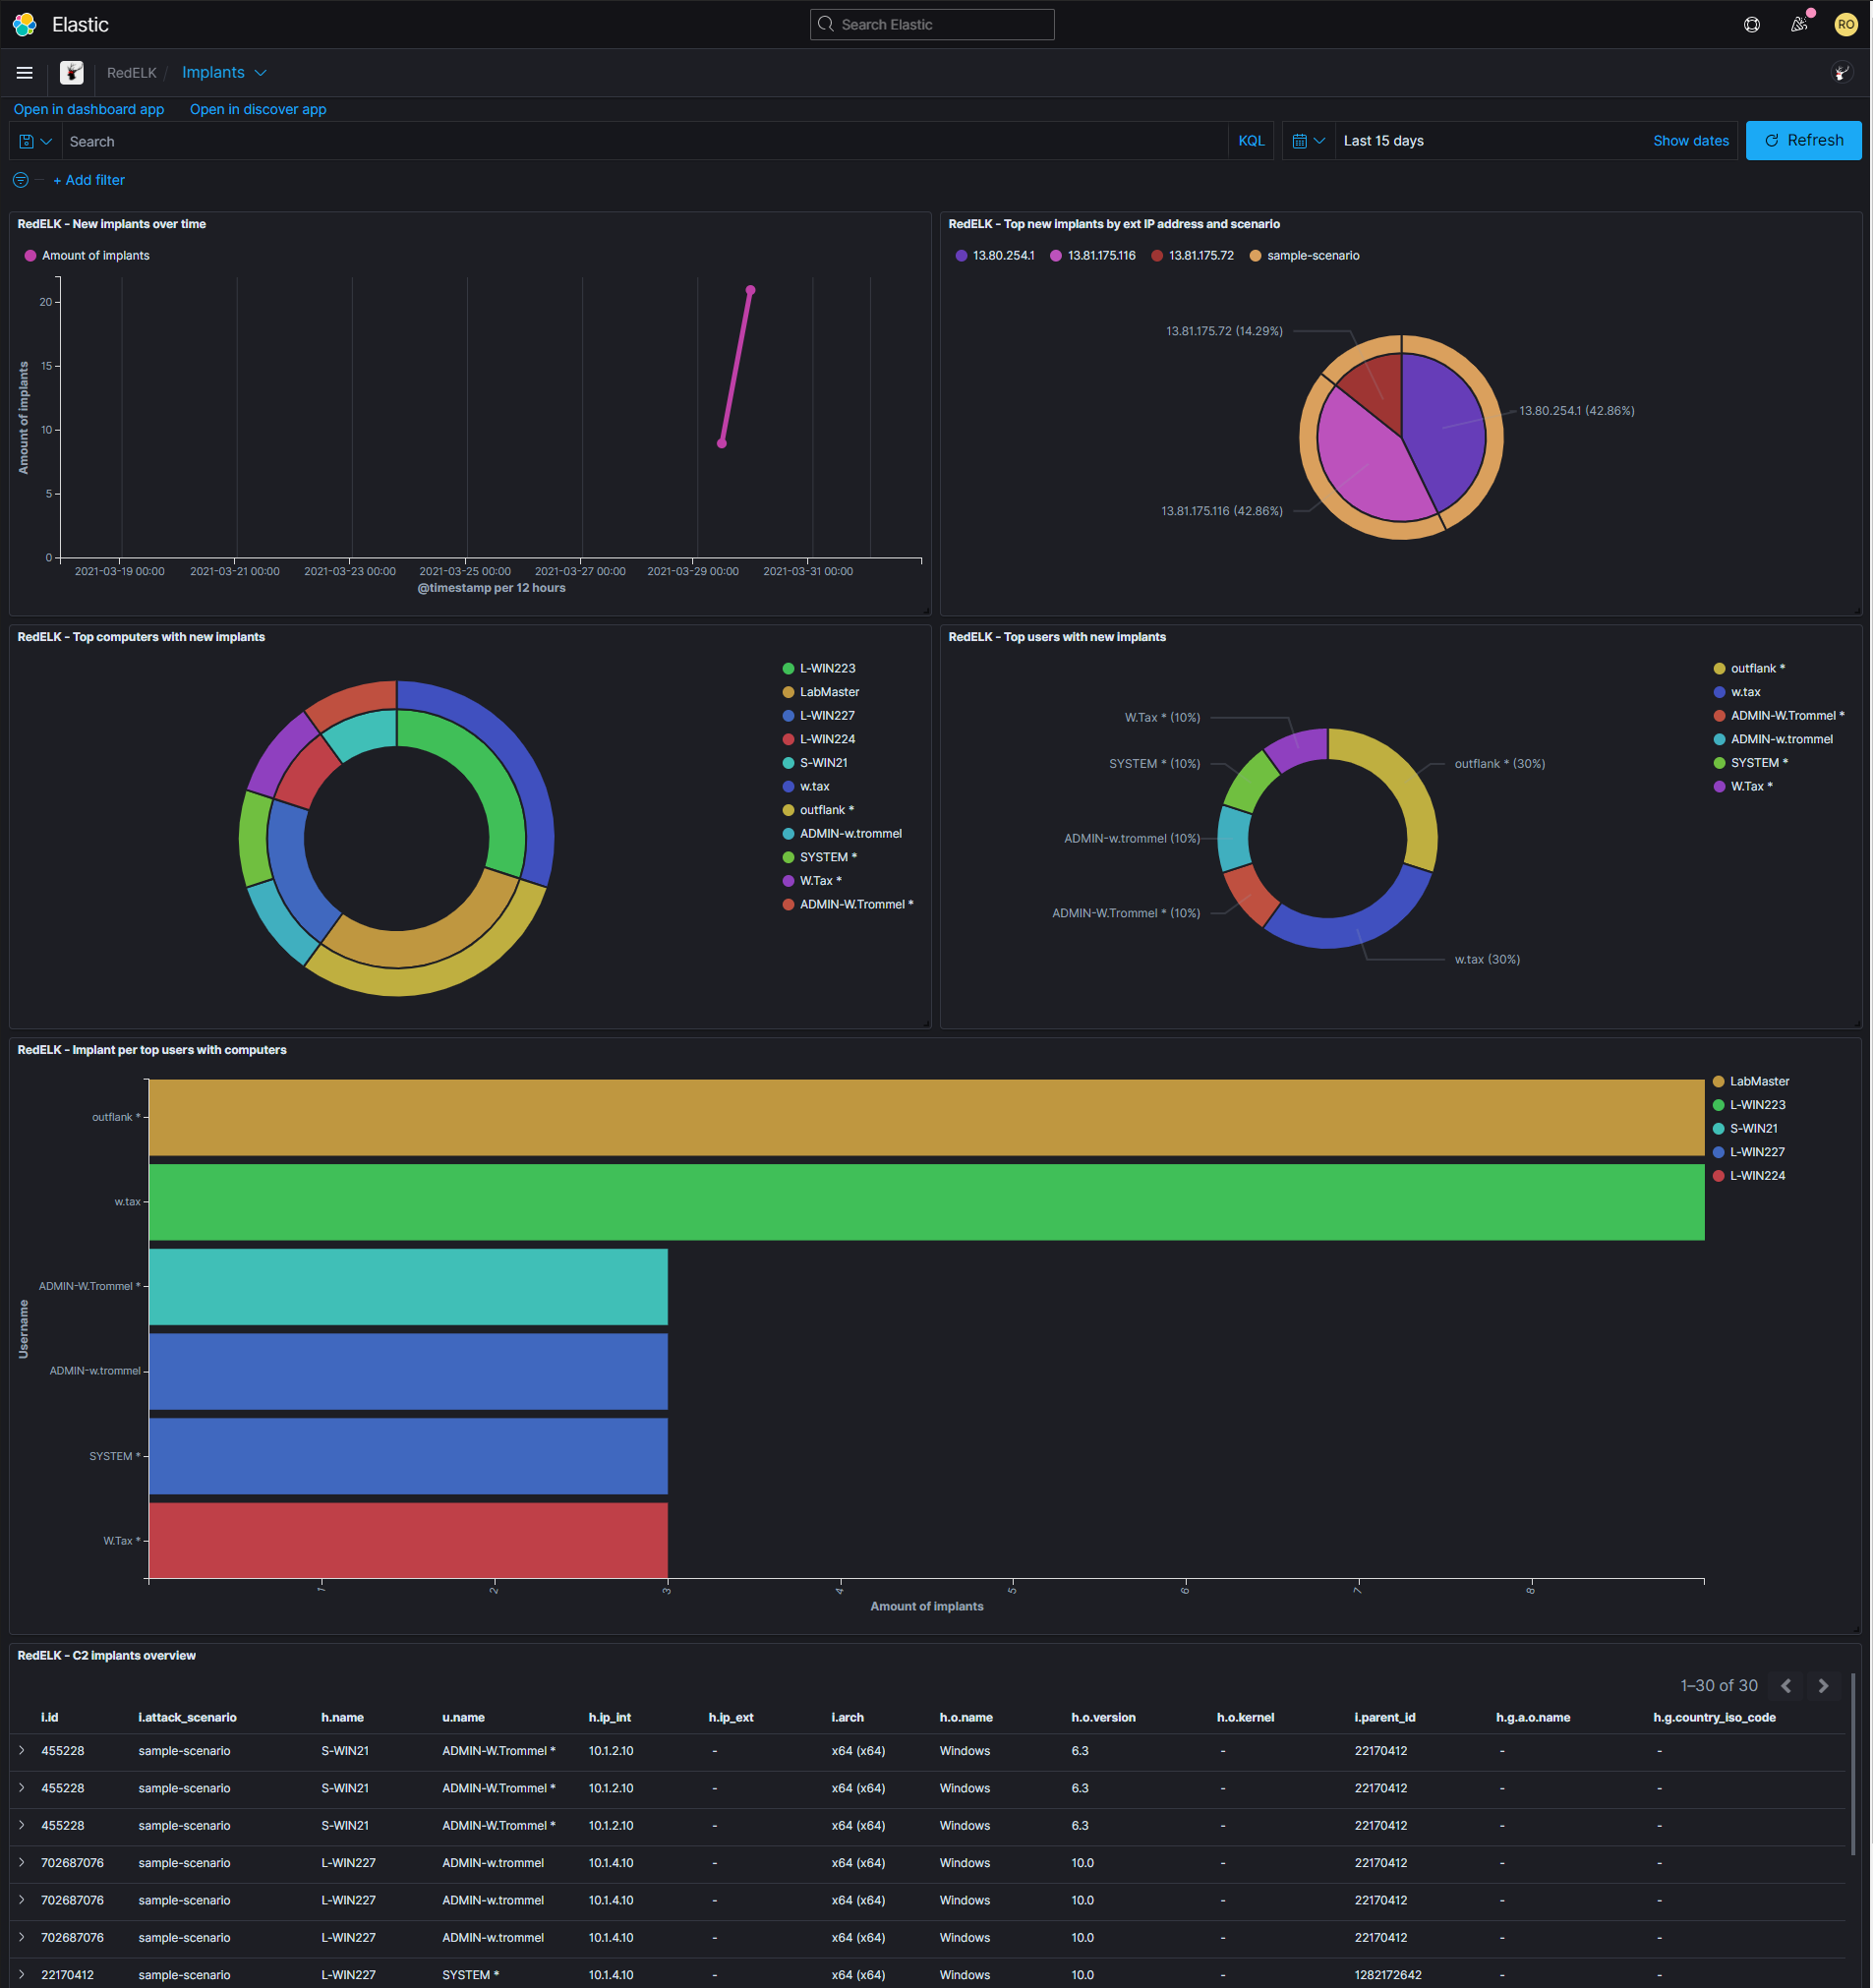 Elastic
Search Elastic
RO
RedELK / Implants
Open in dashboard app Open in discover app
Search KQL Last 15 days Show dates Refresh
+ Add filter
RedELK - New implants over time
Amount of implants
20
15
10
5
0
Amount of implants
2021-03-19 00:00 2021-03-21 00:00 2021-03-23 00:00 2021-03-25 00:00 2021-03-27 00:00 2021-03-29 00:00 2021-03-31 00:00
@timestamp per 12 hours
RedELK - Top new implants by ext IP address and scenario
13.80.254.1 13.81.175.116 13.81.175.72 sample-scenario
13.81.175.72 (14.29%)
13.80.254.1 (42.86%)
13.81.175.116 (42.86%)
RedELK - Top computers with new implants
L-WIN223
LabMaster
L-WIN227
L-WIN224
S-WIN21
w.tax
outflank *
ADMIN-w.trommel
SYSTEM *
W.Tax *
ADMIN-W.Trommel *
RedELK - Top users with new implants
W.Tax * (10%)
SYSTEM * (10%)
outflank * (30%)
ADMIN-w.trommel (10%)
ADMIN-W.Trommel * (10%)
w.tax (30%)
outflank *
w.tax
ADMIN-W.Trommel *
ADMIN-w.trommel
SYSTEM *
W.Tax *
RedELK - Implant per top users with computers
Username
outflank *
w.tax
ADMIN-W.Trommel *
ADMIN-w.trommel
SYSTEM *
W.Tax *
1 2 3 4 5 6 7 8
Amount of implants
LabMaster
L-WIN223
S-WIN21
L-WIN227
L-WIN224
RedELK - C2 implants overview
1–30 of 30
i.id i.attack_scenario h.name u.name h.ip_int h.ip_ext i.arch h.o.name h.o.version h.o.kernel i.parent_id h.g.a.o.name h.g.country_iso_code
455228 sample-scenario S-WIN21 ADMIN-W.Trommel * 10.1.2.10 - x64 (x64) Windows 6.3 - 22170412 - -
455228 sample-scenario S-WIN21 ADMIN-W.Trommel * 10.1.2.10 - x64 (x64) Windows 6.3 - 22170412 - -
455228 sample-scenario S-WIN21 ADMIN-W.Trommel * 10.1.2.10 - x64 (x64) Windows 6.3 - 22170412 - -
702687076 sample-scenario L-WIN227 ADMIN-w.trommel 10.1.4.10 - x64 (x64) Windows 10.0 - 22170412 - -
702687076 sample-scenario L-WIN227 ADMIN-w.trommel 10.1.4.10 - x64 (x64) Windows 10.0 - 22170412 - -
702687076 sample-scenario L-WIN227 ADMIN-w.trommel 10.1.4.10 - x64 (x64) Windows 10.0 - 22170412 - -
22170412 sample-scenario L-WIN227 SYSTEM * 10.1.4.10 - x64 (x64) Windows 10.0 - 1282172642 - -